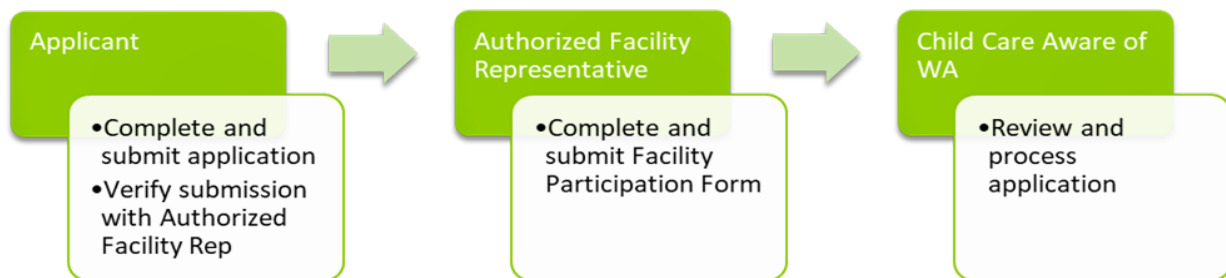 Applicant
•Complete and
submit application
•Verify submission
with Authorized
Facility Rep
Authorized Facility
Representative
•Complete and
submit Facility
Participation Form
Child Care Aware of
WA
•Review and
process
application